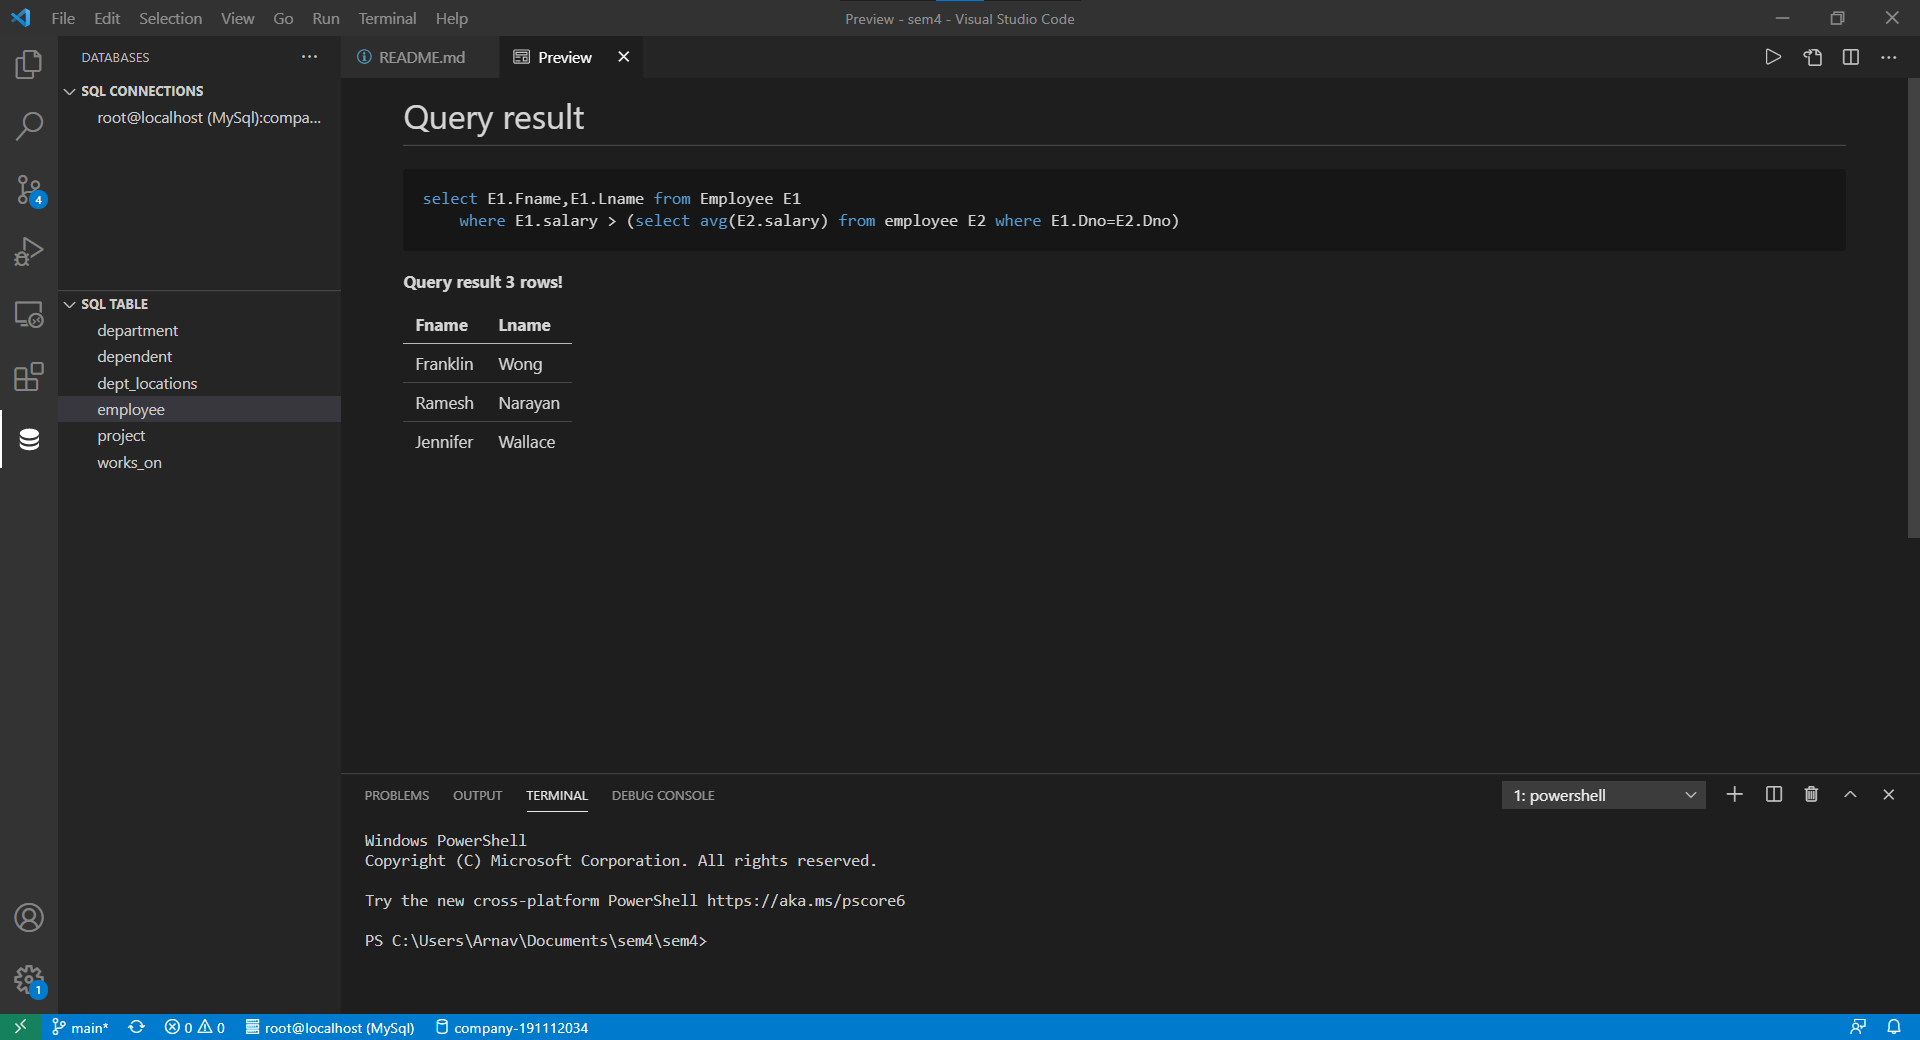 File Edit Selection View Go Run Terminal Help
Preview - sem4 - Visual Studio Code
DATABASES
SQL CONNECTIONS
root@localhost (MySql):compa...
4
SQL TABLE
department
dependent
dept_locations
employee
project
works_on
1
README.md
Preview
Query result
select E1.Fname,E1.Lname from Employee E1
where E1.salary > (select avg(E2.salary) from employee E2 where E1.Dno=E2.Dno)
Query result 3 rows!
Fname Lname
Franklin Wong
Ramesh Narayan
Jennifer Wallace
PROBLEMS OUTPUT TERMINAL DEBUG CONSOLE
1: powershell
Windows PowerShell
Copyright (C) Microsoft Corporation. All rights reserved.
Try the new cross-platform PowerShell https://aka.ms/pscore6
PS C:\Users\Arnav\Documents\sem4\sem4>
main* 0 0 root@localhost (MySql) company-191112034